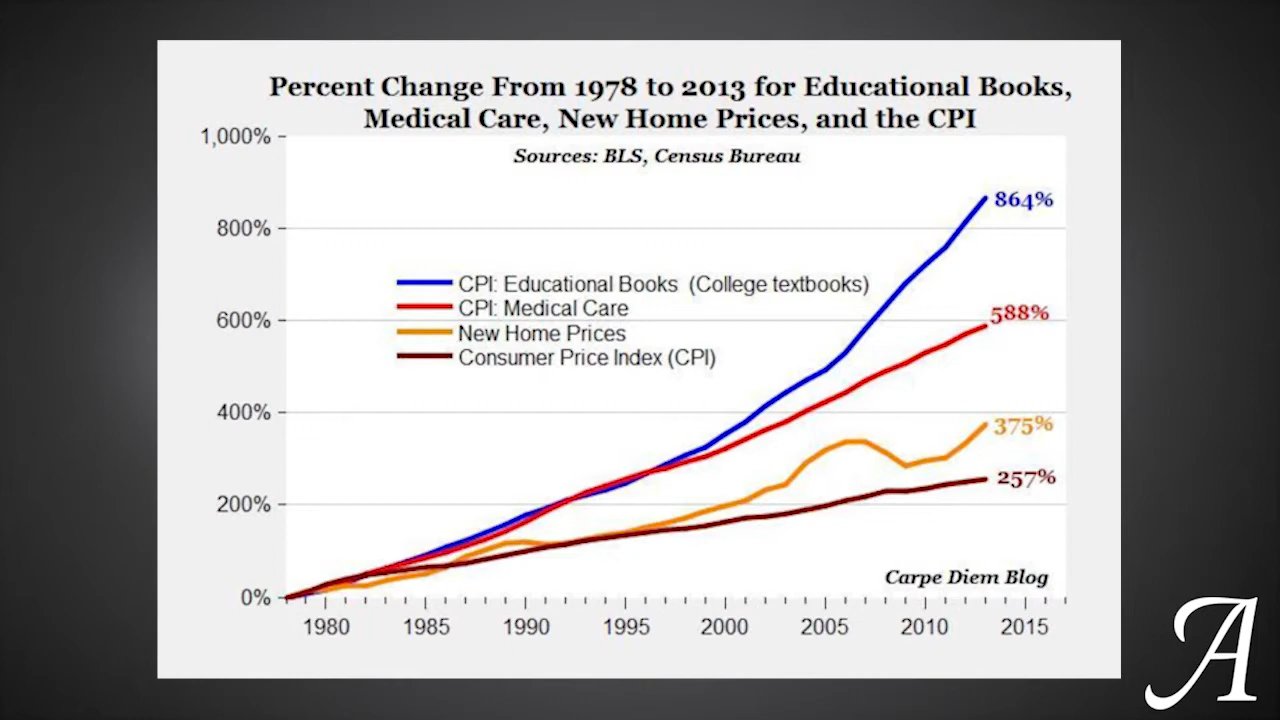 Percent Change From 1978 to 2013 for Educational Books,
Medical Care, New Home Prices, and the CPI
Sources: BLS, Census Bureau
1,000%
800%
600%
400%
200%
0%
864%
588%
375%
257%
CPI: Educational Books (College textbooks)
CPI: Medical Care
New Home Prices
Consumer Price Index (CPI)
Carpe Diem Blog
1980 1985 1990 1995 2000 2005 2010 2015
A